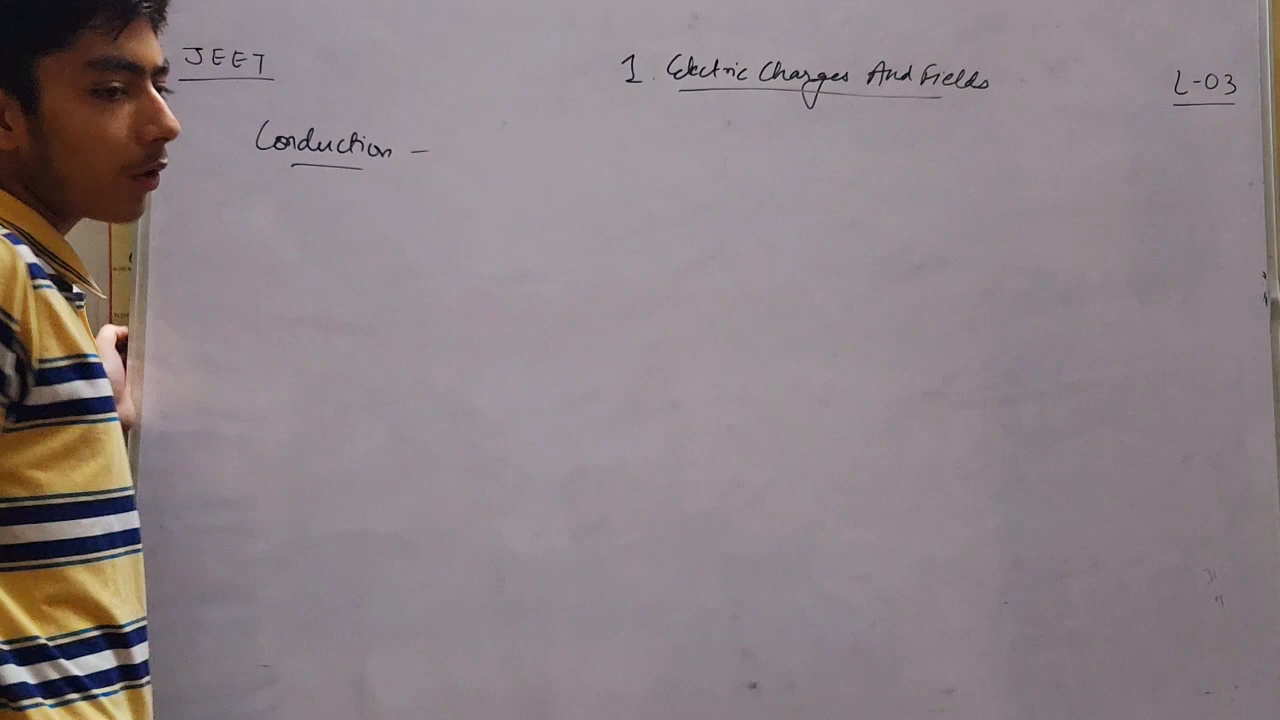 JEET 1. Electric Charges And Fields L-03
Conduction -